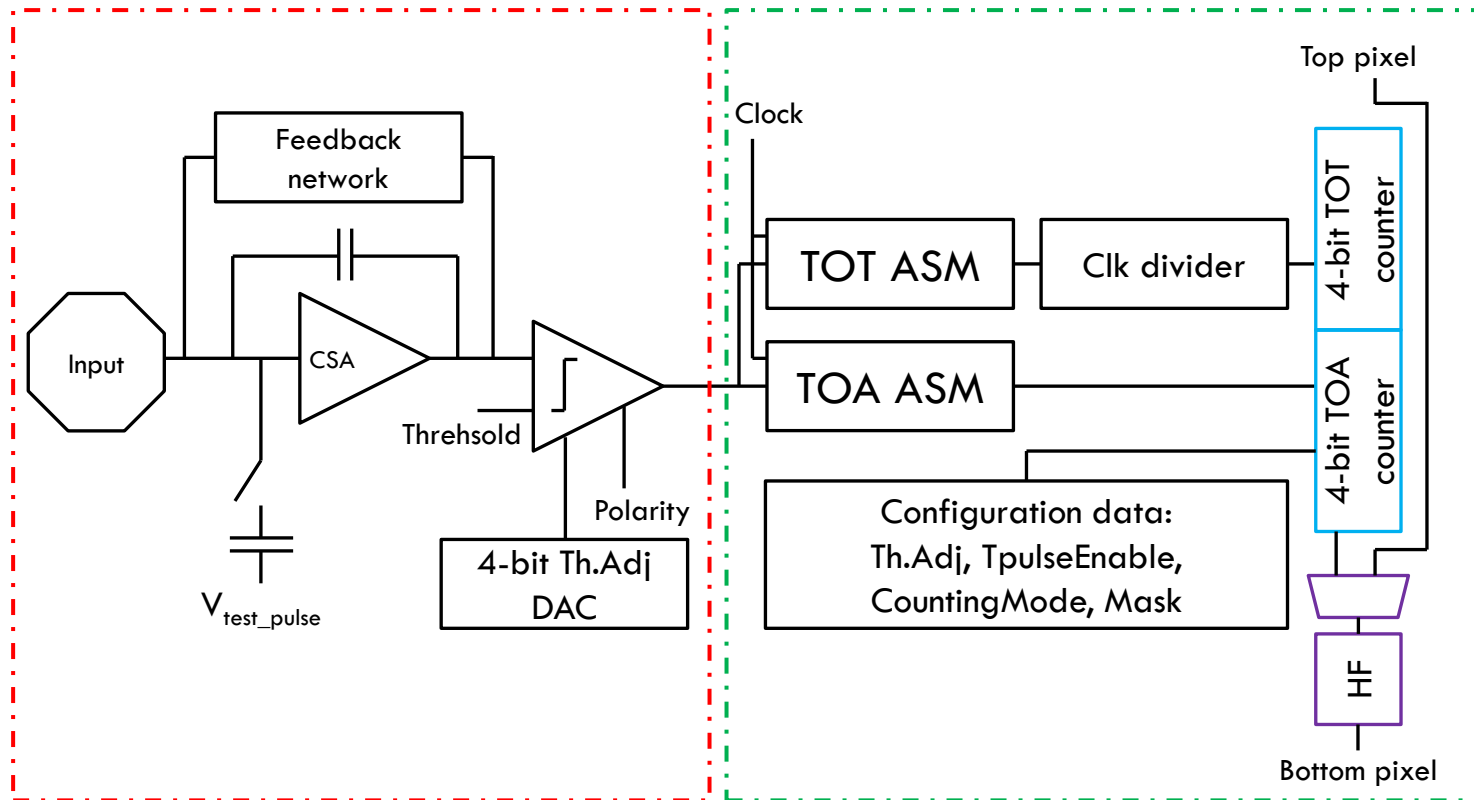 Top pixel
Clock
Feedback
network
4-bit TOT
counter
TOT ASM
Clk divider
Input
CSA
TOA ASM
4-bit TOA
counter
Threhsold
Polarity
4-bit Th.Adj
DAC
V test_pulse
Configuration data:
Th.Adj, TpulseEnable,
CountingMode, Mask
HF
Bottom pixel